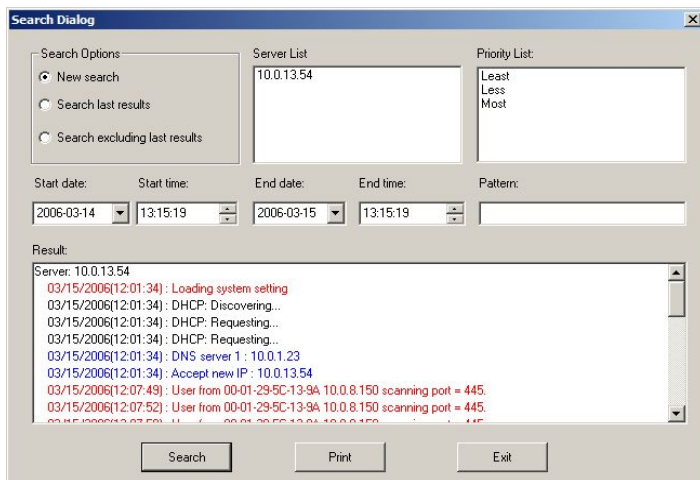 Search Dialog
Search Options
New search
Search last results
Search excluding last results
Server List
10.0.13.54
Priority List:
Least
Less
Most
Start date:
Start time:
End date:
End time:
Pattern:
2006-03-14
13:15:19
2006-03-15
13:15:19
Result:
Server: 10.0.13.54
03/15/2006(12:01:34) : Loading system setting
03/15/2006(12:01:34) : DHCP: Discovering...
03/15/2006(12:01:34) : DHCP: Requesting...
03/15/2006(12:01:34) : DHCP: Requesting...
03/15/2006(12:01:34) : DNS server 1 : 10.0.1.23
03/15/2006(12:01:34) : Accept new IP : 10.0.13.54
03/15/2006(12:07:49) : User from 00-01-29-5C-13-9A 10.0.8.150 scanning port = 445.
03/15/2006(12:07:52) : User from 00-01-29-5C-13-9A 10.0.8.150 scanning port = 445.
Search
Print
Exit